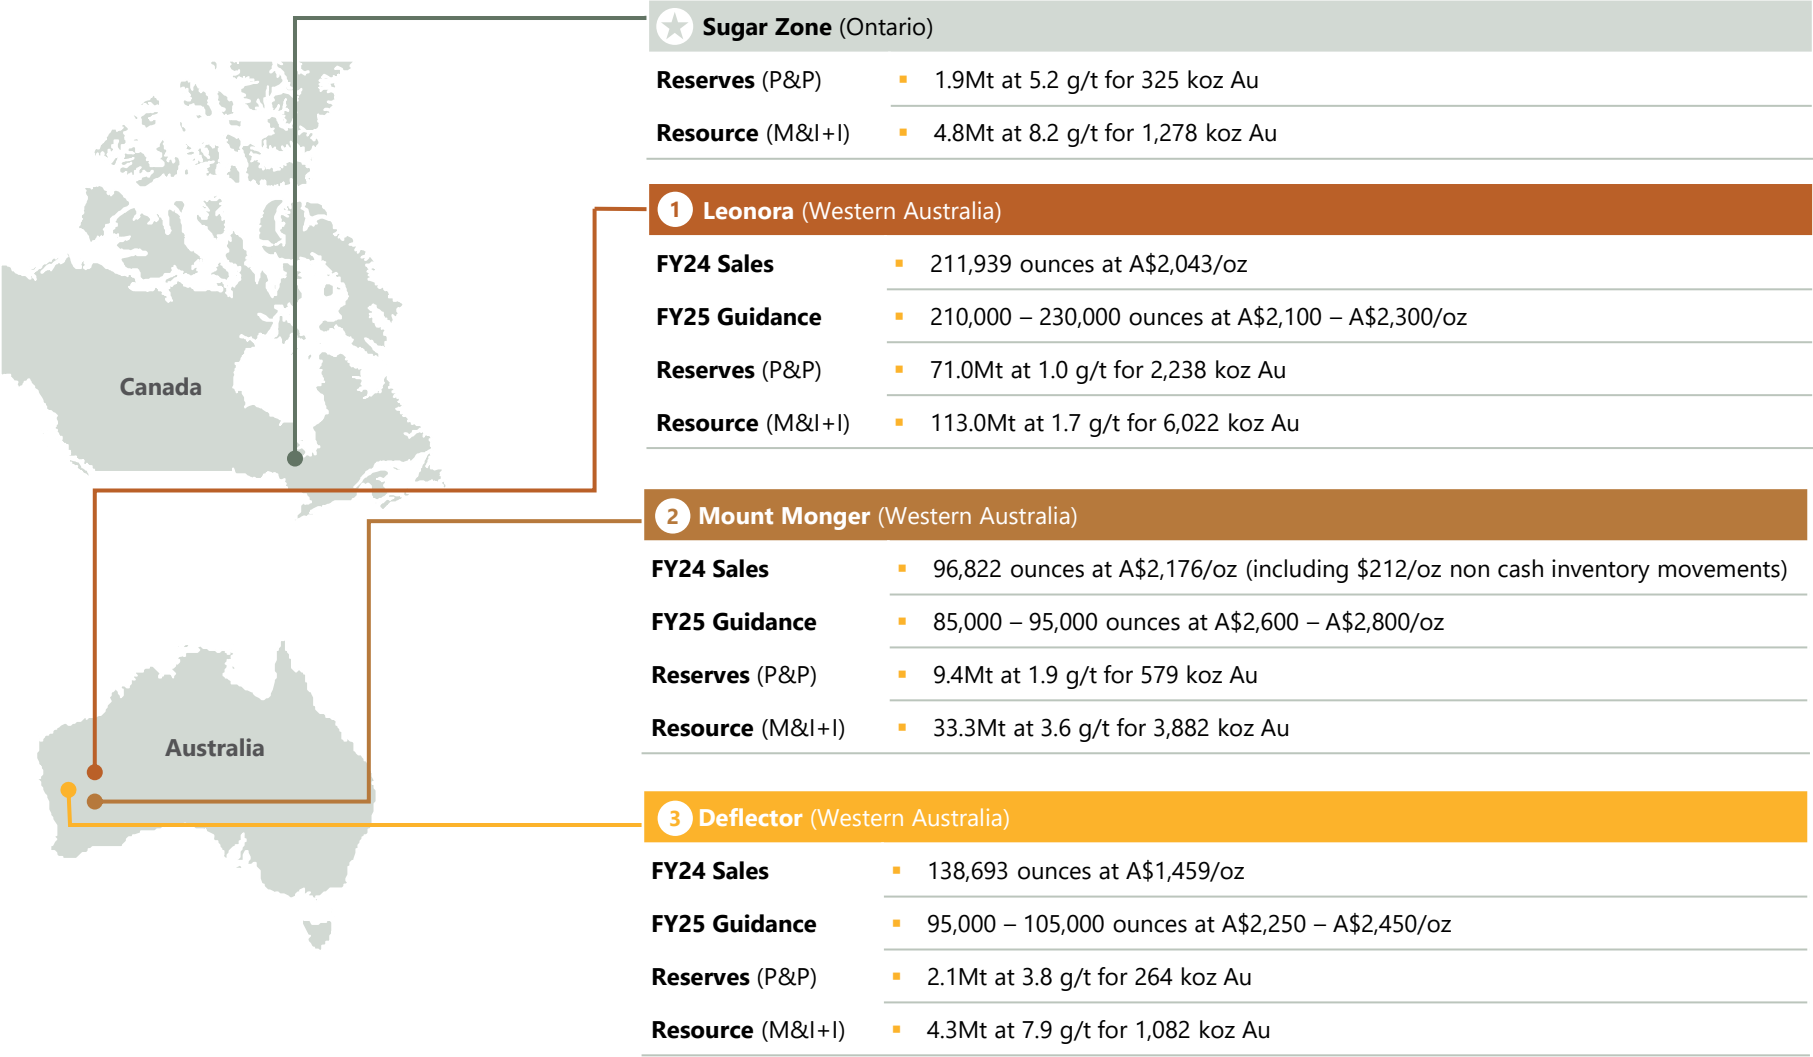 Sugar Zone (Ontario)
Reserves (P&P) ▪ 1.9Mt at 5.2 g/t for 325 koz Au
Resource (M&I+I) ▪ 4.8Mt at 8.2 g/t for 1,278 koz Au
1 Leonora (Western Australia)
FY24 Sales ▪ 211,939 ounces at A$2,043/oz
FY25 Guidance ▪ 210,000 – 230,000 ounces at A$2,100 – A$2,300/oz
Reserves (P&P) ▪ 71.0Mt at 1.0 g/t for 2,238 koz Au
Resource (M&I+I) ▪ 113.0Mt at 1.7 g/t for 6,022 koz Au
Canada
2 Mount Monger (Western Australia)
FY24 Sales ▪ 96,822 ounces at A$2,176/oz (including $212/oz non cash inventory movements)
FY25 Guidance ▪ 85,000 – 95,000 ounces at A$2,600 – A$2,800/oz
Reserves (P&P) ▪ 9.4Mt at 1.9 g/t for 579 koz Au
Resource (M&I+I) ▪ 33.3Mt at 3.6 g/t for 3,882 koz Au
Australia
3 Deflector (Western Australia)
FY24 Sales ▪ 138,693 ounces at A$1,459/oz
FY25 Guidance ▪ 95,000 – 105,000 ounces at A$2,250 – A$2,450/oz
Reserves (P&P) ▪ 2.1Mt at 3.8 g/t for 264 koz Au
Resource (M&I+I) ▪ 4.3Mt at 7.9 g/t for 1,082 koz Au